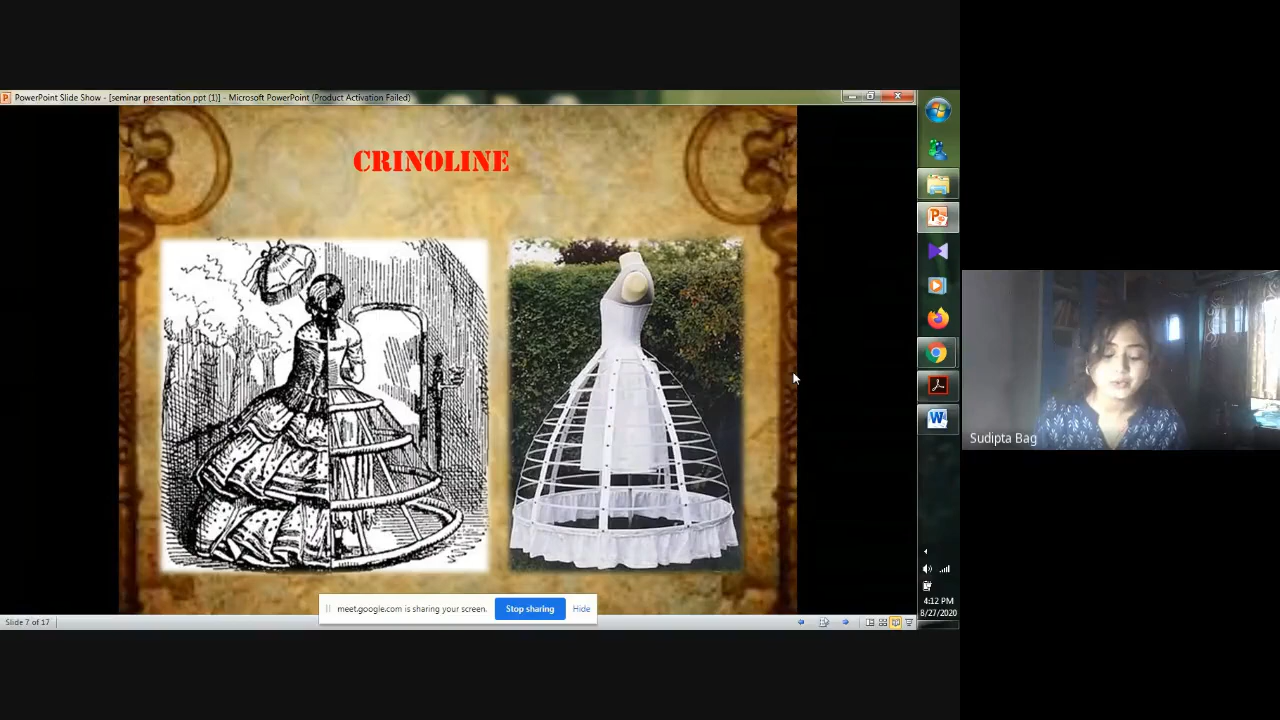 PowerPoint Slide Show - [seminar presentation ppt (1)] - Microsoft PowerPoint (Product Activation Failed)
CRINOLINE
Sudipta Bag
meet.google.com is sharing your screen.
Stop sharing
Hide
4:12 PM
8/27/2020
Slide 7 of 17